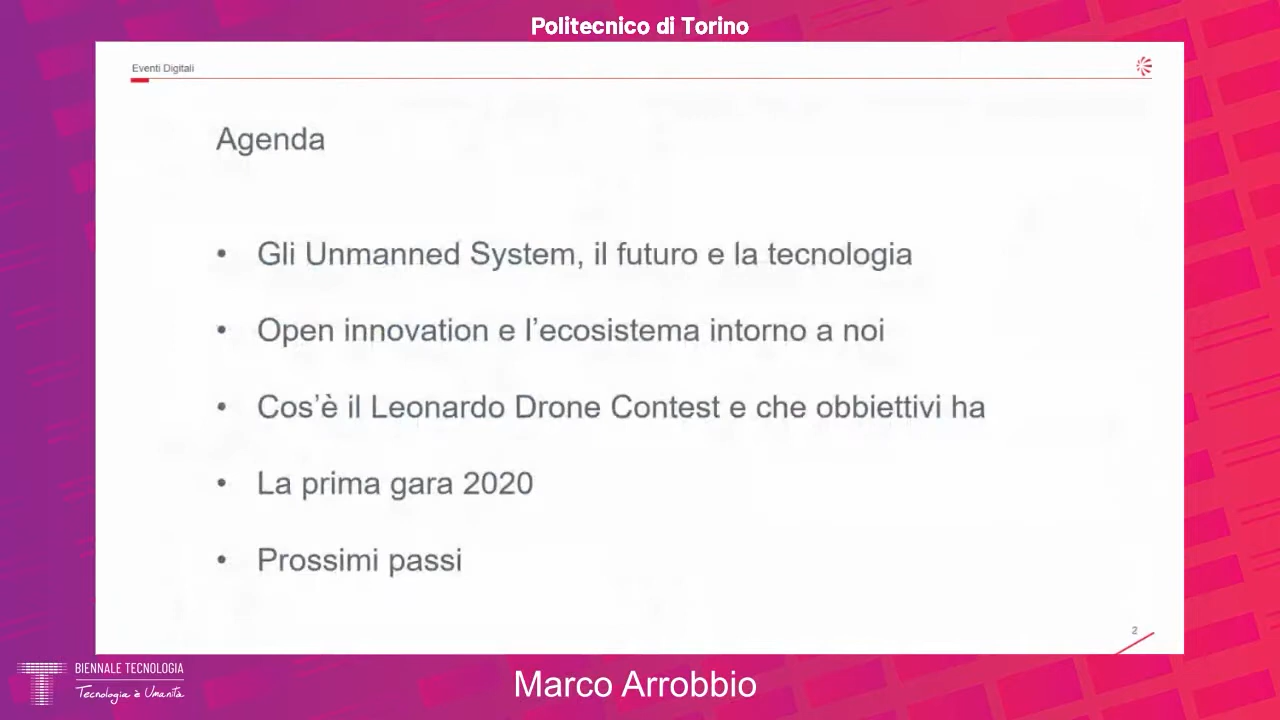 Politecnico di Torino
Eventi Digitali
Agenda
• Gli Unmanned System, il futuro e la tecnologia
• Open innovation e l’ecosistema intorno a noi
• Cos’è il Leonardo Drone Contest e che obbiettivi ha
• La prima gara 2020
• Prossimi passi
2
BIENNALE TECNOLOGIA
Tecnologia è Umanità
Marco Arrobbio